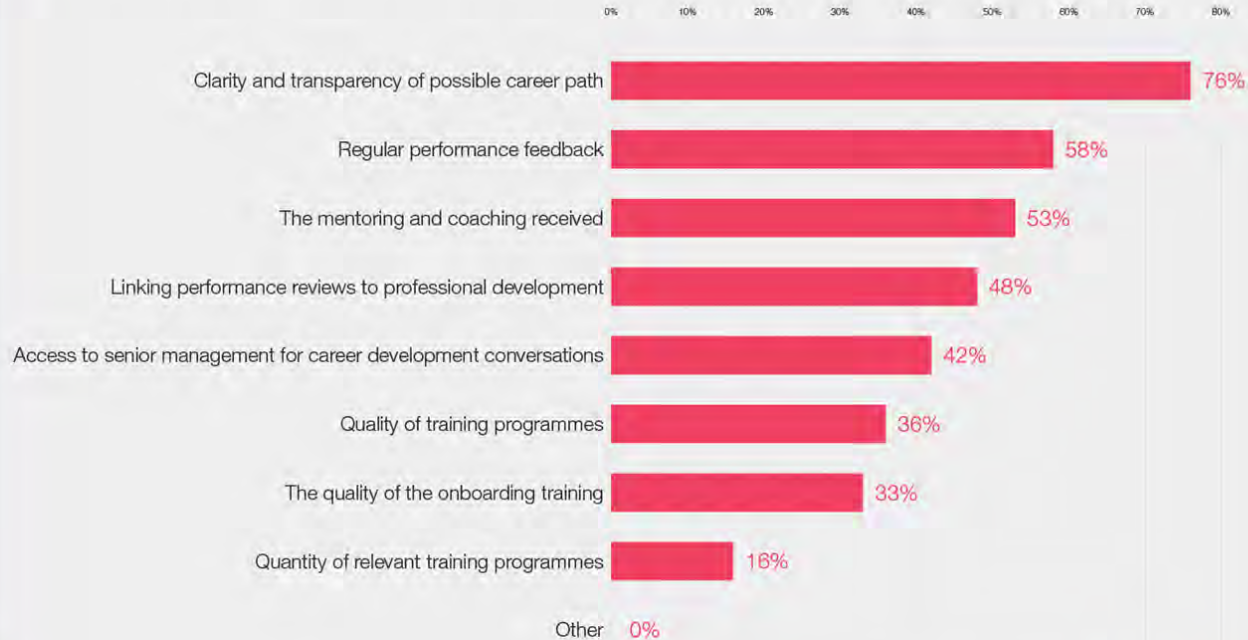 0% 10% 20% 30% 40% 50% 60% 70% 80%
Clarity and transparency of possible career path 76%
Regular performance feedback 58%
The mentoring and coaching received 53%
Linking performance reviews to professional development 48%
Access to senior management for career development conversations 42%
Quality of training programmes 36%
The quality of the onboarding training 33%
Quantity of relevant training programmes 16%
Other 0%